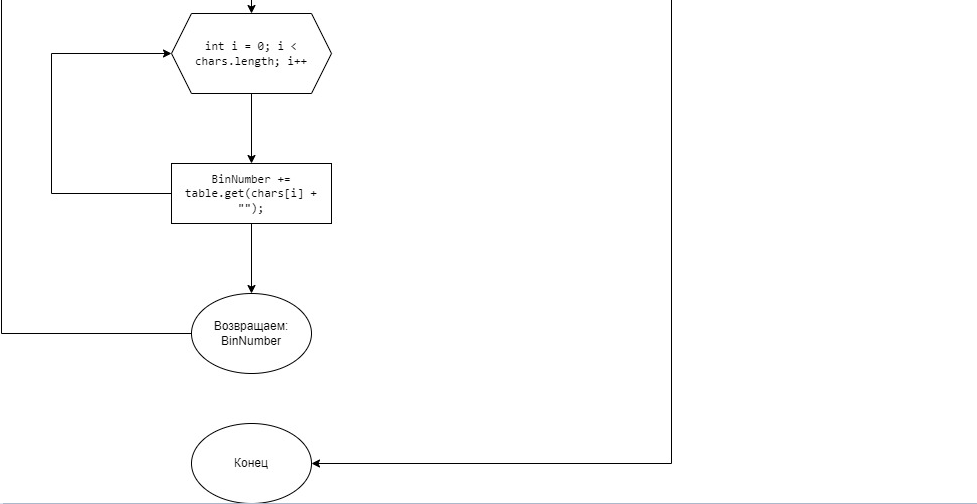 int i = 0; i <
chars.length; i++
BinNumber +=
table.get(chars[i] +
"");
Возвращаем:
BinNumber
Конец